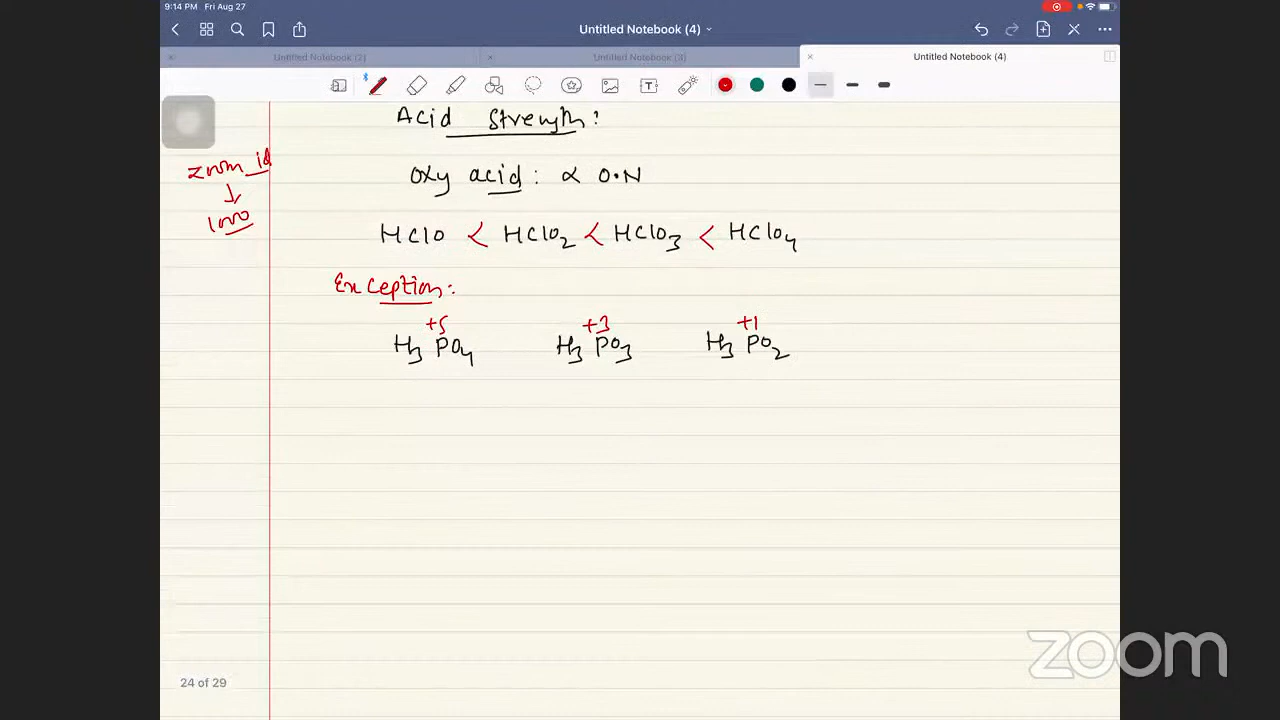 9:14 PM Fri Aug 27
Untitled Notebook (4)
Untitled Notebook (2)
Untitled Notebook (3)
Untitled Notebook (4)
Acid Strength:
zoom id
↓
1000
Oxy acid: ∝ O.N
HClO < HClO₂ < HClO₃ < HClO₄
Exception:
+5 +3 +1
H₃PO₄ H₃PO₃ H₃PO₂
24 of 29
zoom